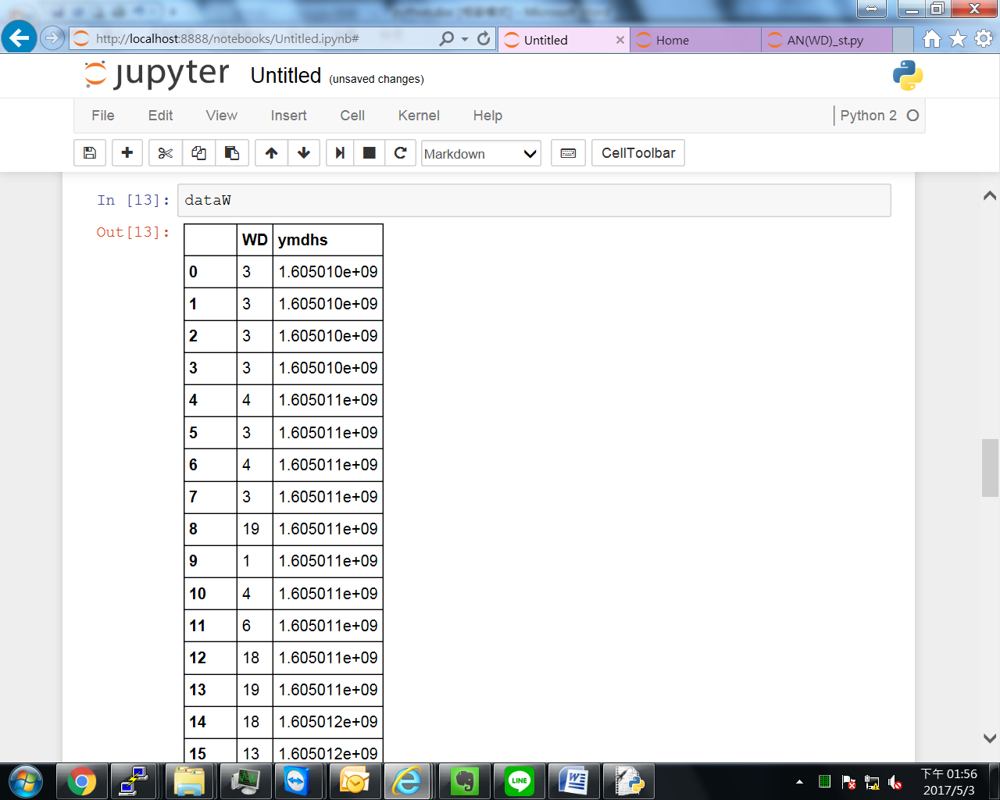 http://localhost:8888/notebooks/Untitled.ipynb#
Untitled
Home
AN(WD)_st.py
jupyter Untitled (unsaved changes)
File Edit View Insert Cell Kernel Help Python 2
Markdown CellToolbar
In [13]: dataW
Out[13]:
WD ymdhs
0 3 1.605010e+09
1 3 1.605010e+09
2 3 1.605010e+09
3 3 1.605010e+09
4 4 1.605011e+09
5 3 1.605011e+09
6 4 1.605011e+09
7 3 1.605011e+09
8 19 1.605011e+09
9 1 1.605011e+09
10 4 1.605011e+09
11 6 1.605011e+09
12 18 1.605011e+09
13 19 1.605011e+09
14 18 1.605012e+09
15 13 1.605012e+09
LINE
下午 01:56
2017/5/3